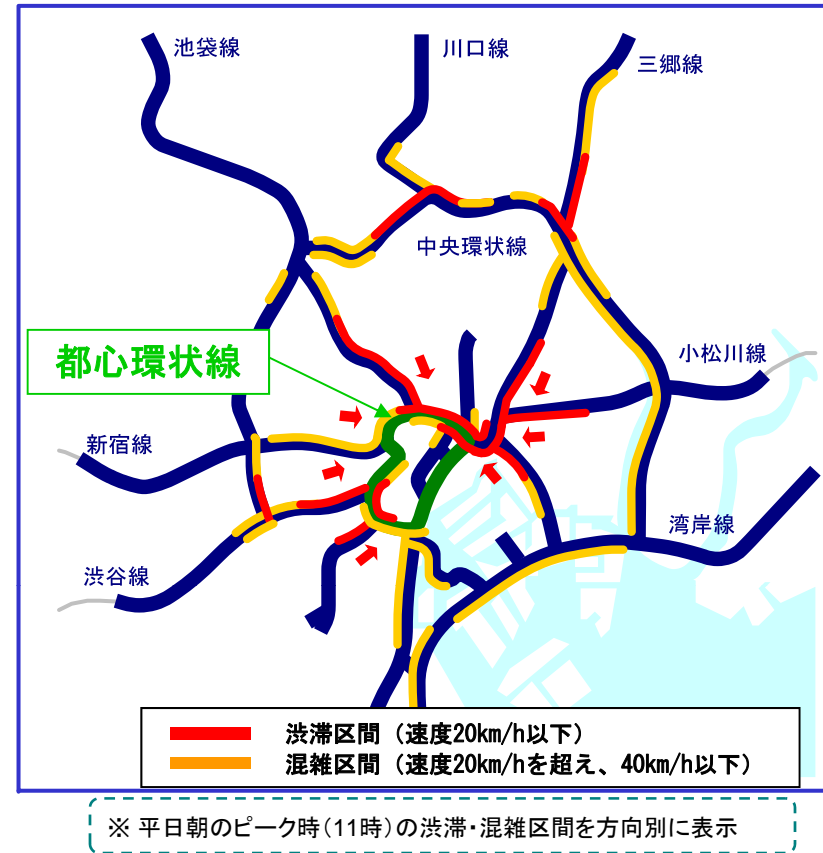 池袋線
川口線
三郷線
中央環状線
都心環状線
小松川線
新宿線
湾岸線
渋谷線
渋滞区間（速度20km/h以下）
混雑区間（速度20km/hを超え、40km/h以下）
※ 平日朝のピーク時(11時)の渋滞・混雑区間を方向別に表示